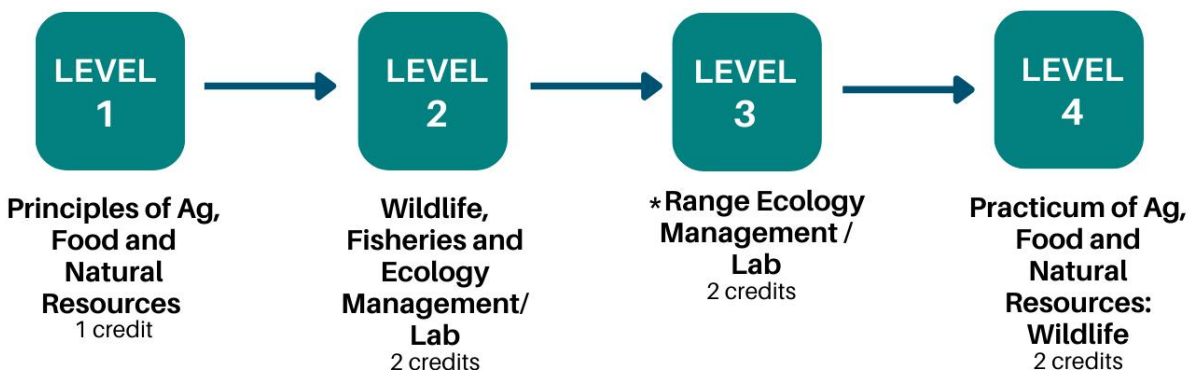 LEVEL
1
LEVEL
2
LEVEL
3
LEVEL
4
Principles of Ag,
Food and
Natural
Resources
1 credit
Wildlife,
Fisheries and
Ecology
Management/
Lab
2 credits
*Range Ecology
Management /
Lab
2 credits
Practicum of Ag,
Food and
Natural
Resources:
Wildlife
2 credits